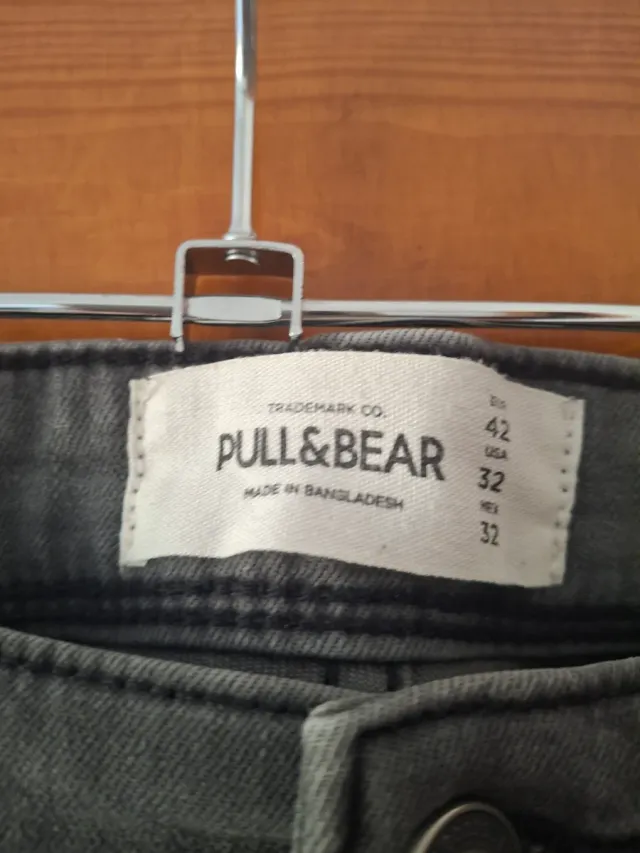 TRADEMARK CO.
PULL&BEAR
MADE IN BANGLADESH
EUR
42
USA
32
MEX
32